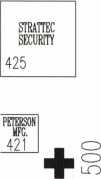 STRATTEC
SECURITY
425
PETERSON
MFG.
421
500